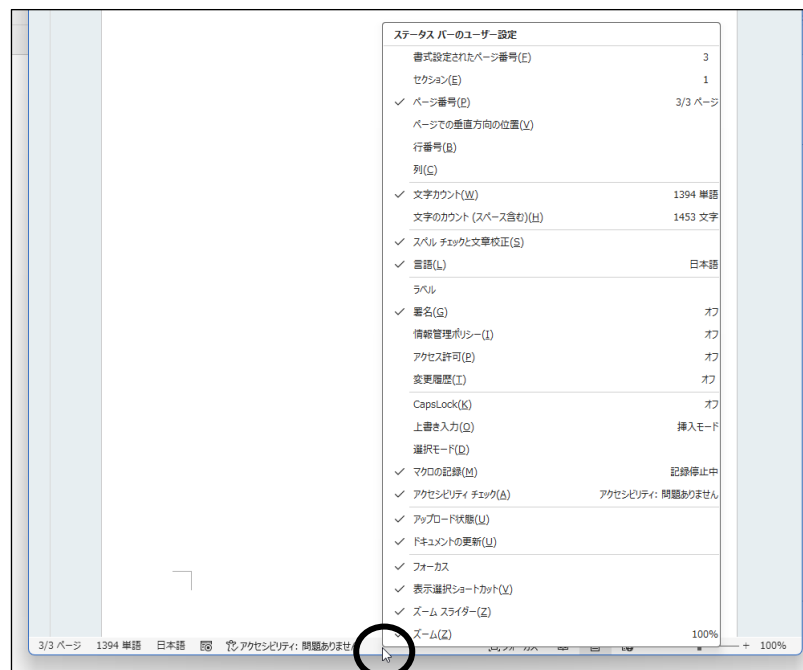 ステータス バーのユーザー設定
書式設定されたページ番号(F) 3
セクション(E) 1
✓ ページ番号(P) 3/3 ページ
ページでの垂直方向の位置(V)
行番号(B)
列(C)
✓ 文字カウント(W) 1394 単語
文字のカウント (スペース含む)(H) 1453 文字
✓ スペル チェックと文章校正(S)
✓ 言語(L) 日本語
ラベル
✓ 署名(G) オフ
情報管理ポリシー(I) オフ
アクセス許可(P) オフ
変更履歴(T) オフ
CapsLock(K) オフ
上書き入力(O) 挿入モード
選択モード(D)
✓ マクロの記録(M) 記録停止中
✓ アクセシビリティ チェック(A) アクセシビリティ: 問題ありません
✓ アップロード状態(U)
✓ ドキュメントの更新(U)
✓ フォーカス
✓ 表示選択ショートカット(V)
✓ ズーム スライダー(Z)
✓ ズーム(Z) 100%
3/3 ページ 1394 単語 日本語 アクセシビリティ: 問題ありませ + 100%